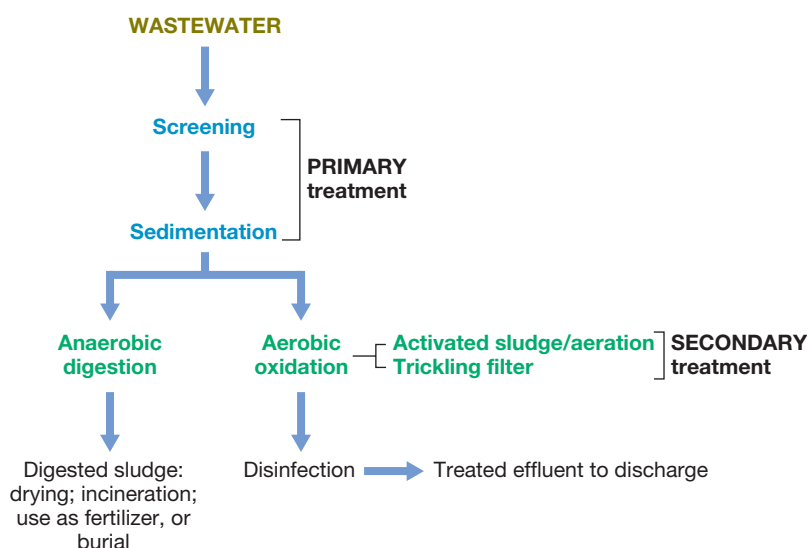 WASTEWATER
Screening
PRIMARY
treatment
Sedimentation
Anaerobic
digestion
Aerobic
oxidation
Activated sludge/aeration
Trickling filter
SECONDARY
treatment
Digested sludge:
drying; incineration;
use as fertilizer, or
burial
Disinfection
Treated effluent to discharge